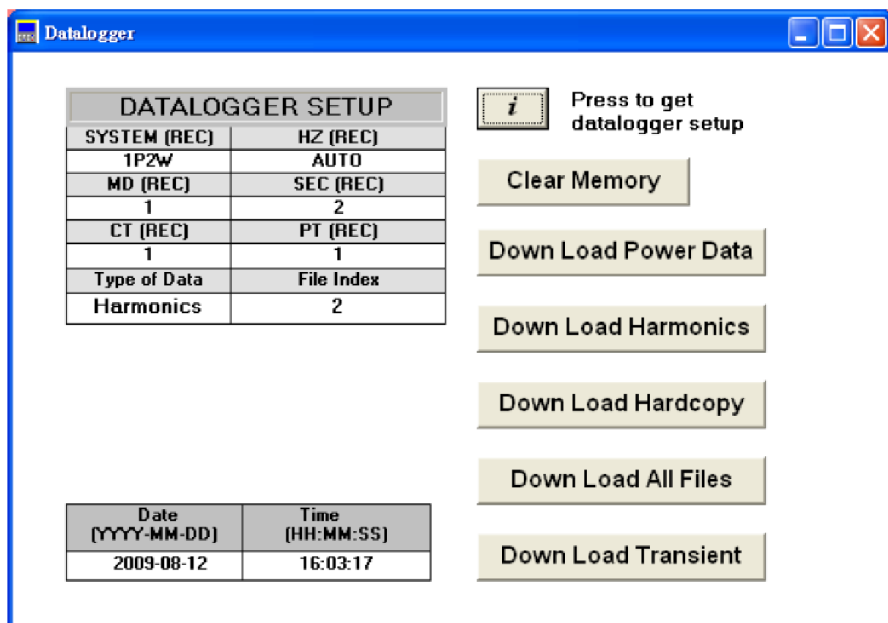 Datalogger
DATALOGGER SETUP
SYSTEM (REC) HZ (REC)
1P2W AUTO
MD (REC) SEC (REC)
1 2
CT (REC) PT (REC)
1 1
Type of Data File Index
Harmonics 2
Date Time
(YYYY-MM-DD) (HH:MM:SS)
2009-08-12 16:03:17
i
Press to get
datalogger setup
Clear Memory
Down Load Power Data
Down Load Harmonics
Down Load Hardcopy
Down Load All Files
Down Load Transient